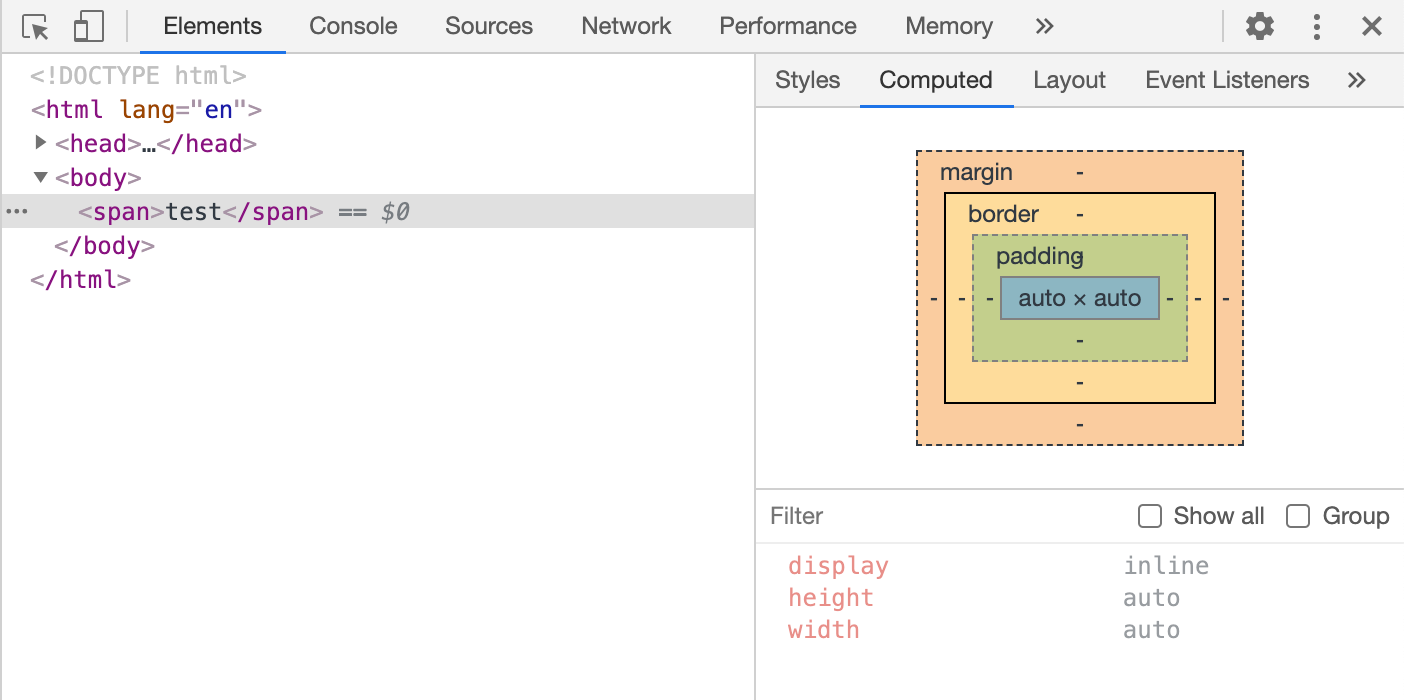 Elements Console Sources Network Performance Memory »
<!DOCTYPE html>
<html lang="en">
<head>…</head>
<body>
<span>test</span> == $0
</body>
</html>
Styles Computed Layout Event Listeners »
margin -
border -
padding -
- - - auto × auto - - -
-
-
-
Filter Show all Group
display inline
height auto
width auto